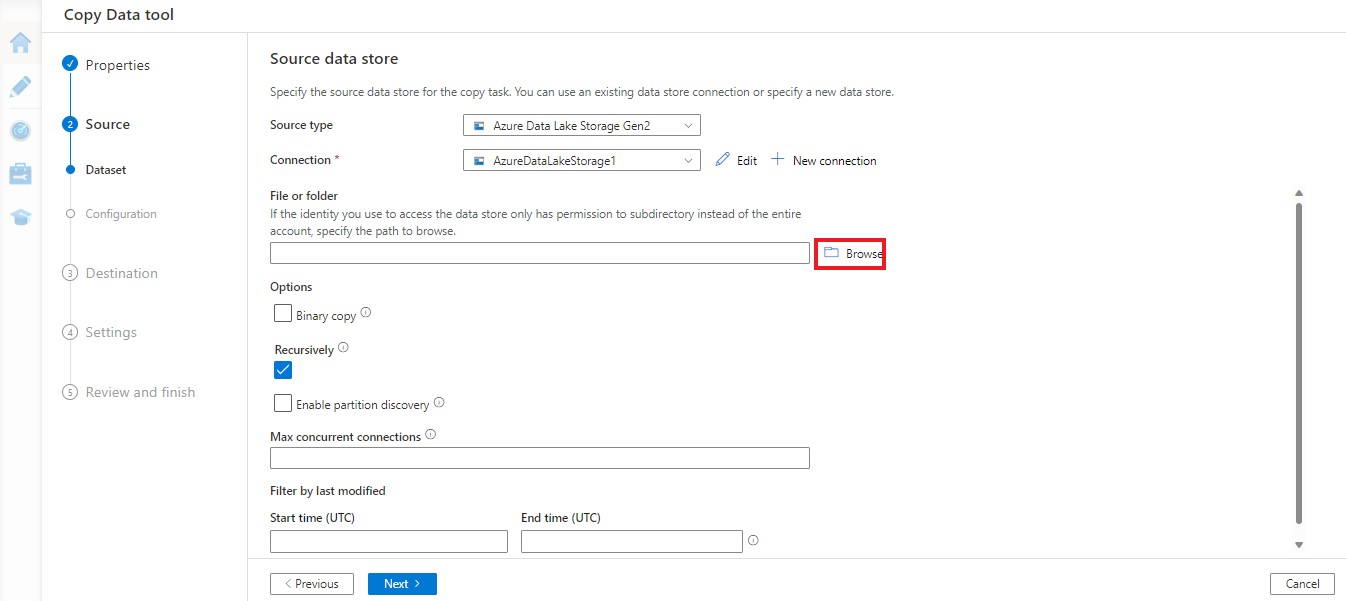 Copy Data tool
Properties
2
Source
Dataset
Configuration
3
Destination
4
Settings
5
Review and finish
Source data store
Specify the source data store for the copy task. You can use an existing data store connection or specify a new data store.
Source type
Azure Data Lake Storage Gen2
Connection *
AzureDataLakeStorage1
Edit
New connection
File or folder
If the identity you use to access the data store only has permission to subdirectory instead of the entire
account, specify the path to browse.
Browse
Options
Binary copy
Recursively
Enable partition discovery
Max concurrent connections
Filter by last modified
Start time (UTC)
End time (UTC)
< Previous
Next >
Cancel